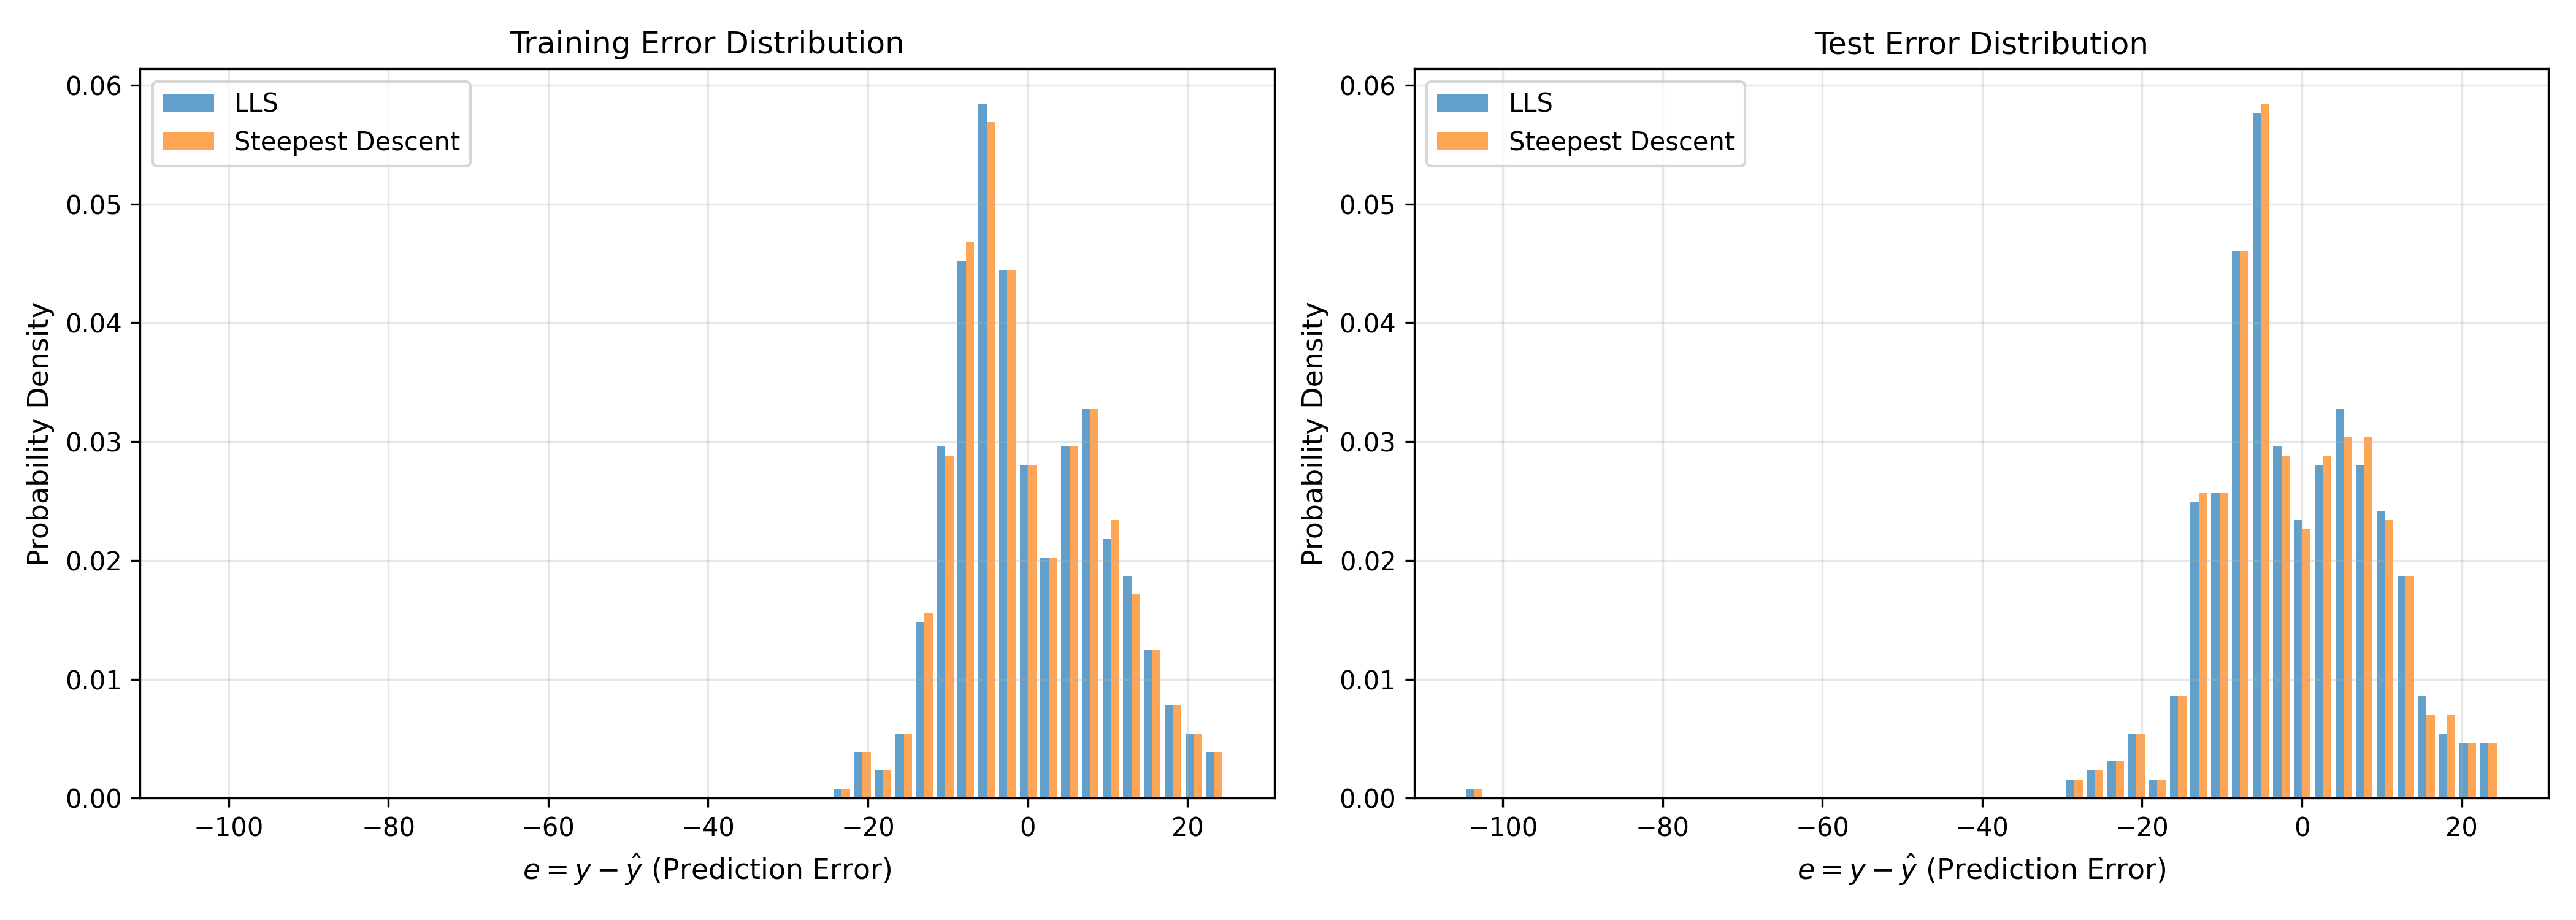 Training Error Distribution
LLS
Steepest Descent
0.06
0.05
0.04
0.03
0.02
0.01
0.00
Probability Density
−100
−80
−60
−40
−20
0
20
e = y − ŷ (Prediction Error)
Test Error Distribution
LLS
Steepest Descent
0.06
0.05
0.04
0.03
0.02
0.01
0.00
Probability Density
−100
−80
−60
−40
−20
0
20
e = y − ŷ (Prediction Error)